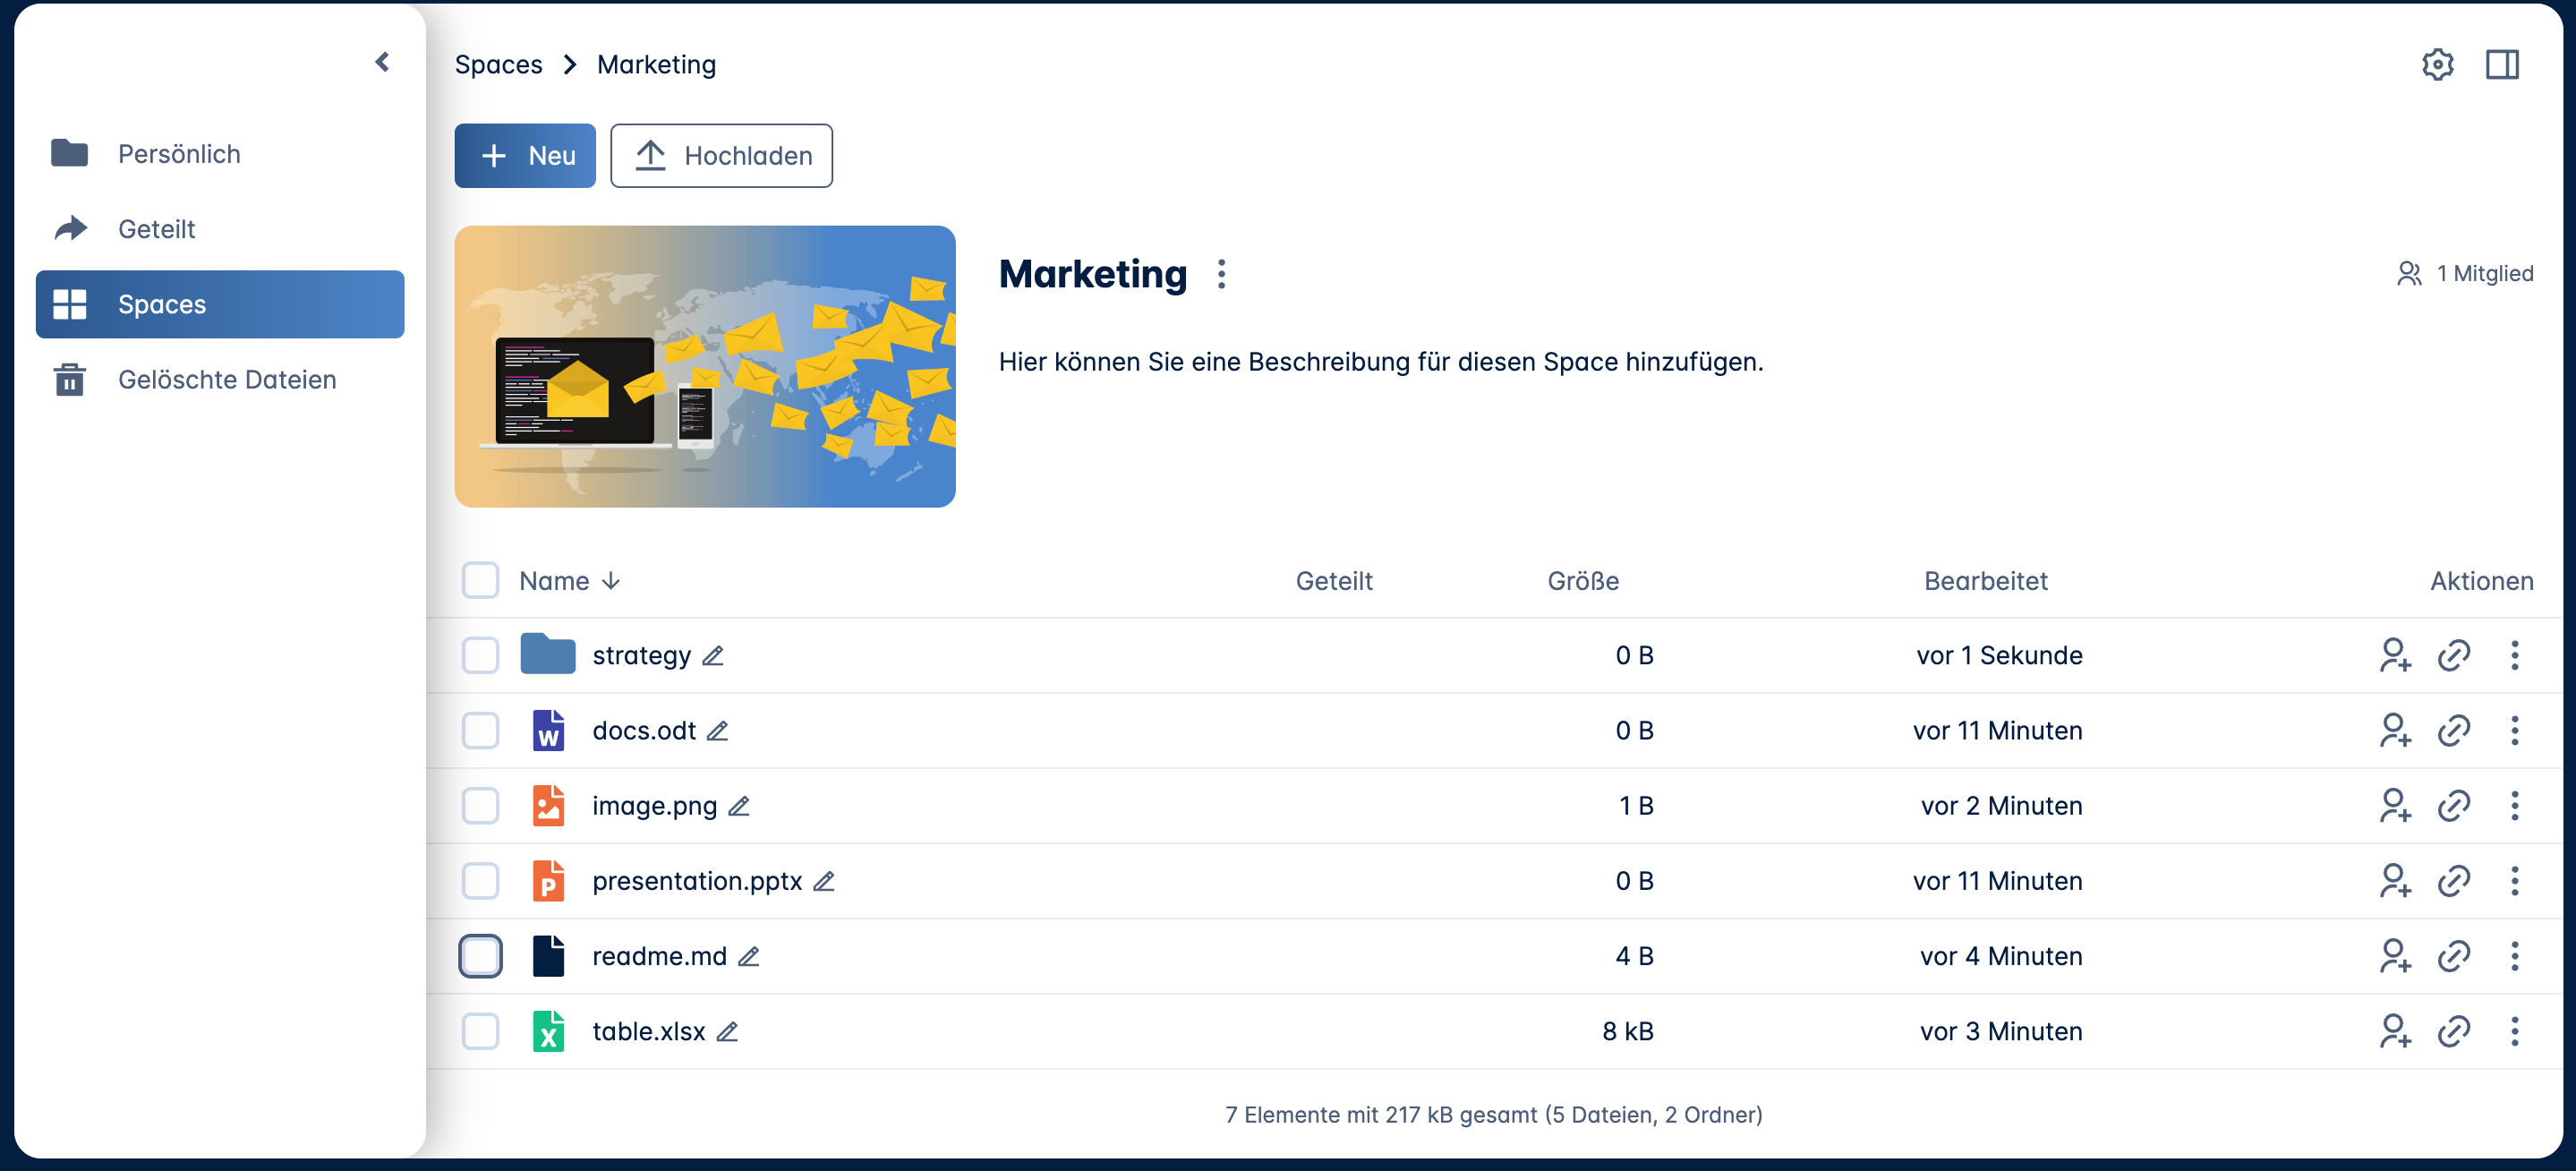 Spaces > Marketing
Persönlich
Geteilt
Spaces
Gelöschte Dateien
+ Neu
Hochladen
Marketing
1 Mitglied
Hier können Sie eine Beschreibung für diesen Space hinzufügen.
Name ↓ Geteilt Größe Bearbeitet Aktionen
strategy 0 B vor 1 Sekunde
docs.odt 0 B vor 11 Minuten
image.png 1 B vor 2 Minuten
presentation.pptx 0 B vor 11 Minuten
readme.md 4 B vor 4 Minuten
table.xlsx 8 kB vor 3 Minuten
7 Elemente mit 217 kB gesamt (5 Dateien, 2 Ordner)